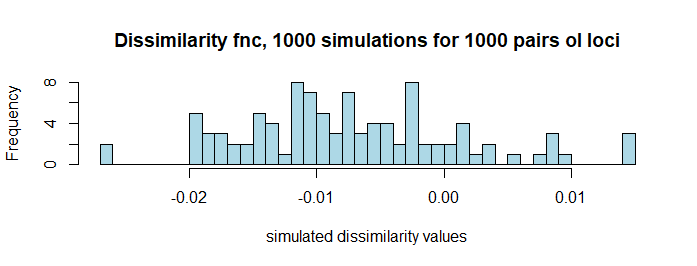 Dissimilarity fnc, 1000 simulations for 1000 pairs ol loci
Frequency
8
4
0
-0.02 -0.01 0.00 0.01
simulated dissimilarity values